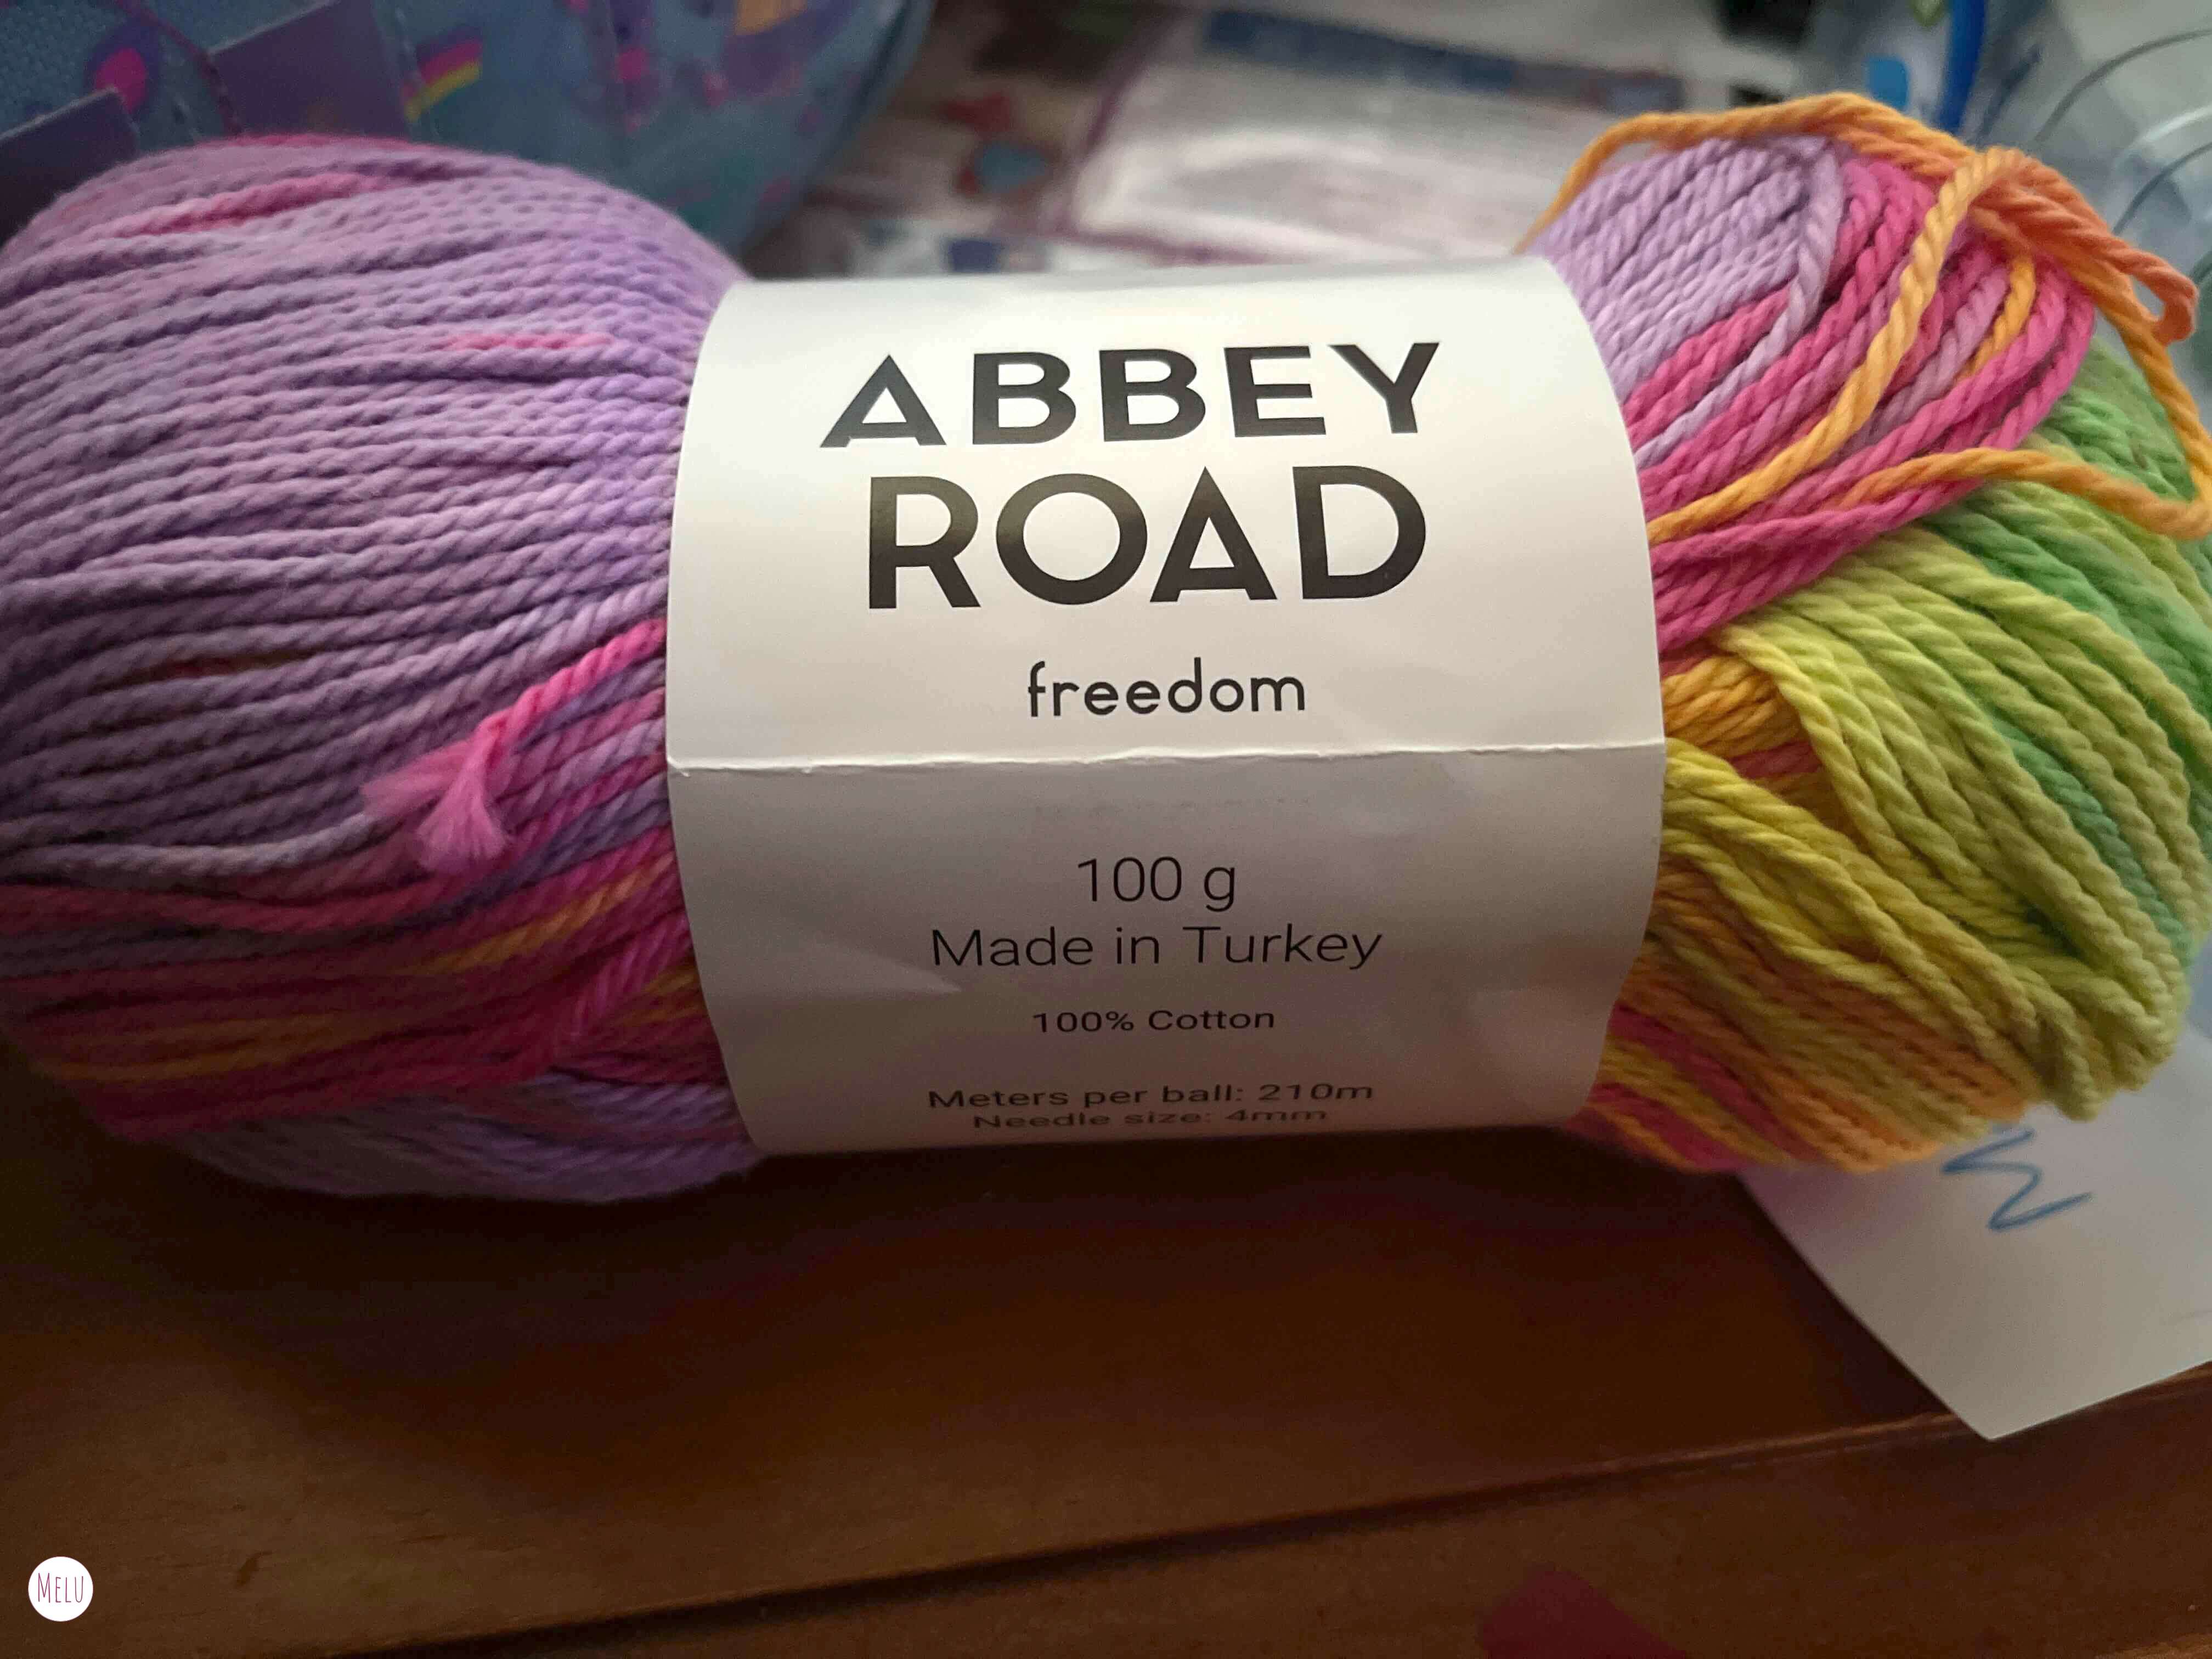 ABBEY
ROAD
freedom
100 g
Made in Turkey
100% Cotton
Meters per ball: 210m
Needle size: 4mm
MELU